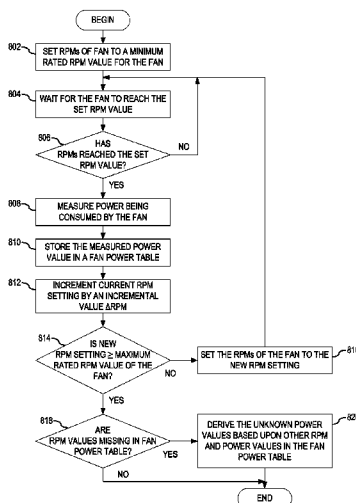 BEGIN
802
SET RPMs OF FAN TO A MINIMUM
RATED RPM VALUE FOR THE FAN
804
WAIT FOR THE FAN TO REACH THE
SET RPM VALUE
806
HAS
RPMs REACHED THE SET
RPM VALUE?
NO
YES
808
MEASURE POWER BEING
CONSUMED BY THE FAN
810
STORE THE MEASURED POWER
VALUE IN A FAN POWER TABLE
812
INCREMENT CURRENT RPM
SETTING BY AN INCREMENTAL
VALUE ΔRPM
814
IS NEW
RPM SETTING ≥ MAXIMUM
RATED RPM VALUE OF THE
FAN?
NO
SET THE RPMs OF THE FAN TO THE
NEW RPM SETTING
YES
818
ARE
RPM VALUES MISSING IN FAN
POWER TABLE?
YES
DERIVE THE UNKNOWN POWER
VALUES BASED UPON OTHER RPM
AND POWER VALUES IN THE FAN
POWER TABLE
NO
END